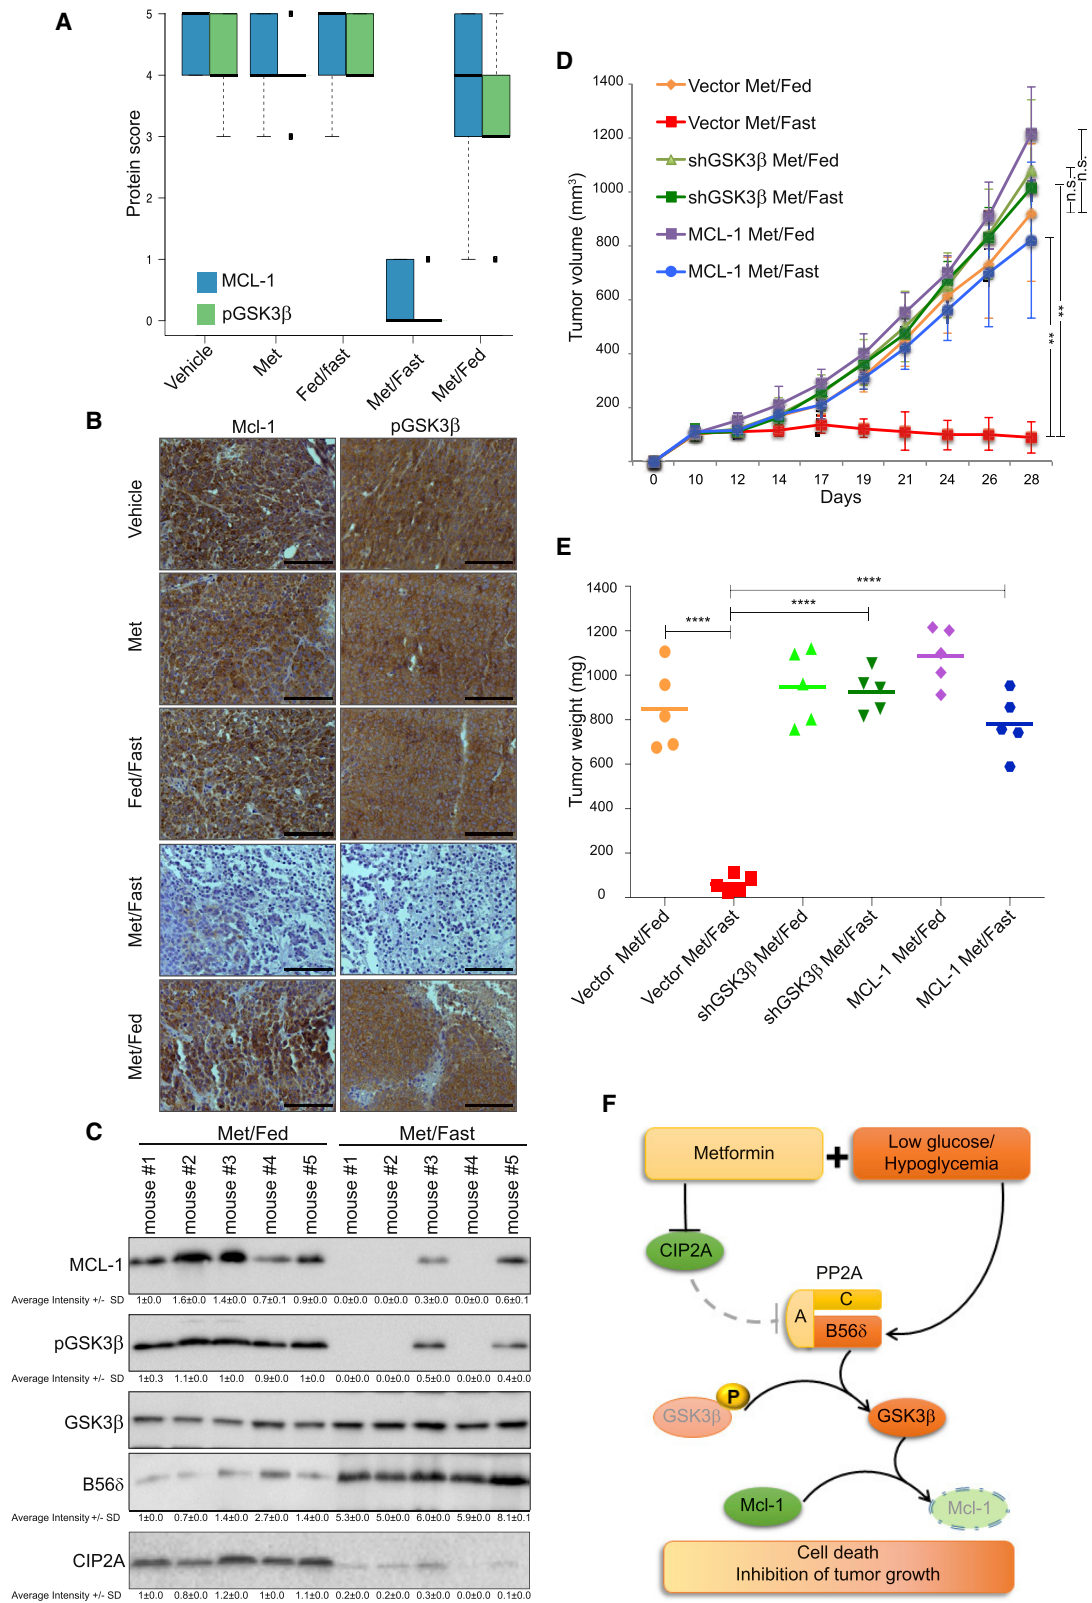 A
Protein score
5
4
3
2
1
0
MCL-1
pGSK3β
Vehicle
Met
Fed/fast
Met/Fast
Met/Fed
B
Mcl-1
pGSK3β
Vehicle
Met
Fed/Fast
Met/Fast
Met/Fed
C
Met/Fed
Met/Fast
mouse #1
mouse #2
mouse #3
mouse #4
mouse #5
mouse #1
mouse #2
mouse #3
mouse #4
mouse #5
MCL-1
Average Intensity +/- SD 1±0.0 1.6±0.0 1.4±0.0 0.7±0.1 0.9±0.0 0.0±0.0 0.0±0.0 0.3±0.0 0.0±0.0 0.6±0.1
pGSK3β
Average Intensity +/- SD 1±0.3 1.1±0.0 1±0.0 0.9±0.0 1±0.0 0.0±0.0 0.0±0.0 0.5±0.0 0.0±0.0 0.4±0.0
GSK3β
B56δ
Average Intensity +/- SD 1±0.0 0.7±0.0 1.4±0.0 2.7±0.0 1.4±0.0 5.3±0.0 5.0±0.0 6.0±0.0 5.9±0.0 8.1±0.1
CIP2A
Average Intensity +/- SD 1±0.0 0.8±0.0 1.2±0.0 1±0.0 1.1±0.0 0.2±0.0 0.2±0.0 0.3±0.0 0.0±0.0 0.1±0.0
D
Tumor volume (mm³)
1400
1200
1000
800
600
400
200
Vector Met/Fed
Vector Met/Fast
shGSK3β Met/Fed
shGSK3β Met/Fast
MCL-1 Met/Fed
MCL-1 Met/Fast
n.s.
n.s.
**
**
0 10 12 14 17 19 21 24 26 28
Days
E
Tumor weight (mg)
1400
1200
1000
800
600
400
200
0
****
****
****
Vector Met/Fed
Vector Met/Fast
shGSK3β Met/Fed
shGSK3β Met/Fast
MCL-1 Met/Fed
MCL-1 Met/Fast
F
Metformin
+
Low glucose/
Hypoglycemia
CIP2A
PP2A
A
C
B56δ
GSK3β
P
GSK3β
Mcl-1
Mcl-1
Cell death
Inhibition of tumor growth